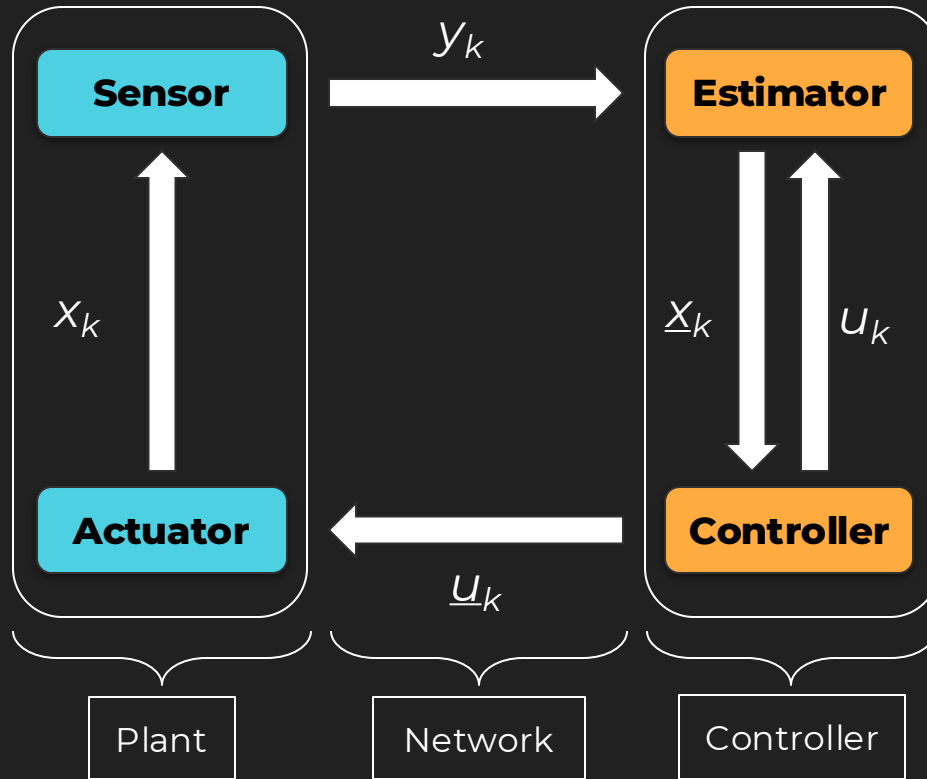 y_k
Sensor
Estimator
x_k
x̲_k
u_k
Actuator
Controller
u̲_k
Plant
Network
Controller